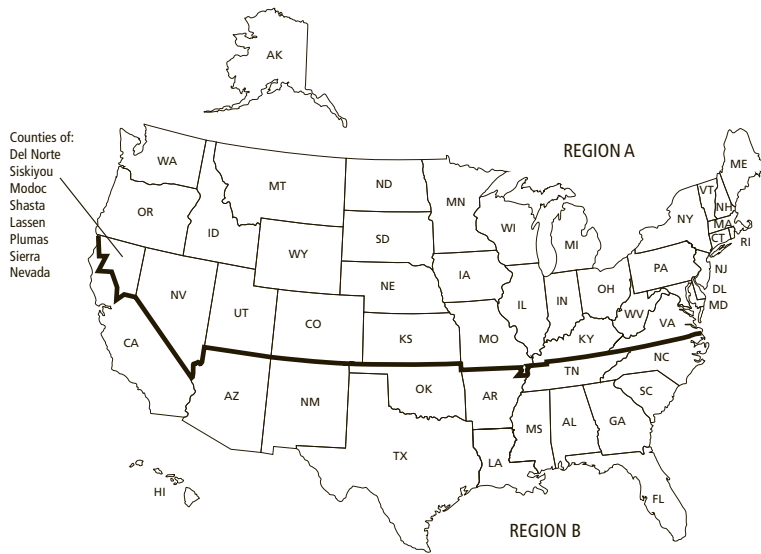 AK
Counties of:
Del Norte
Siskiyou
Modoc
Shasta
Lassen
Plumas
Sierra
Nevada
REGION A
WA
MT
ND
MN
ME
VT
NH
OR
ID
SD
WI
MI
NY
MA
CT
RI
WY
IA
PA
NJ
NE
OH
DL
NV
UT
IL
IN
MD
CO
WV
VA
CA
KS
MO
KY
NC
TN
AZ
NM
OK
AR
SC
MS
AL
GA
TX
LA
HI
FL
REGION B